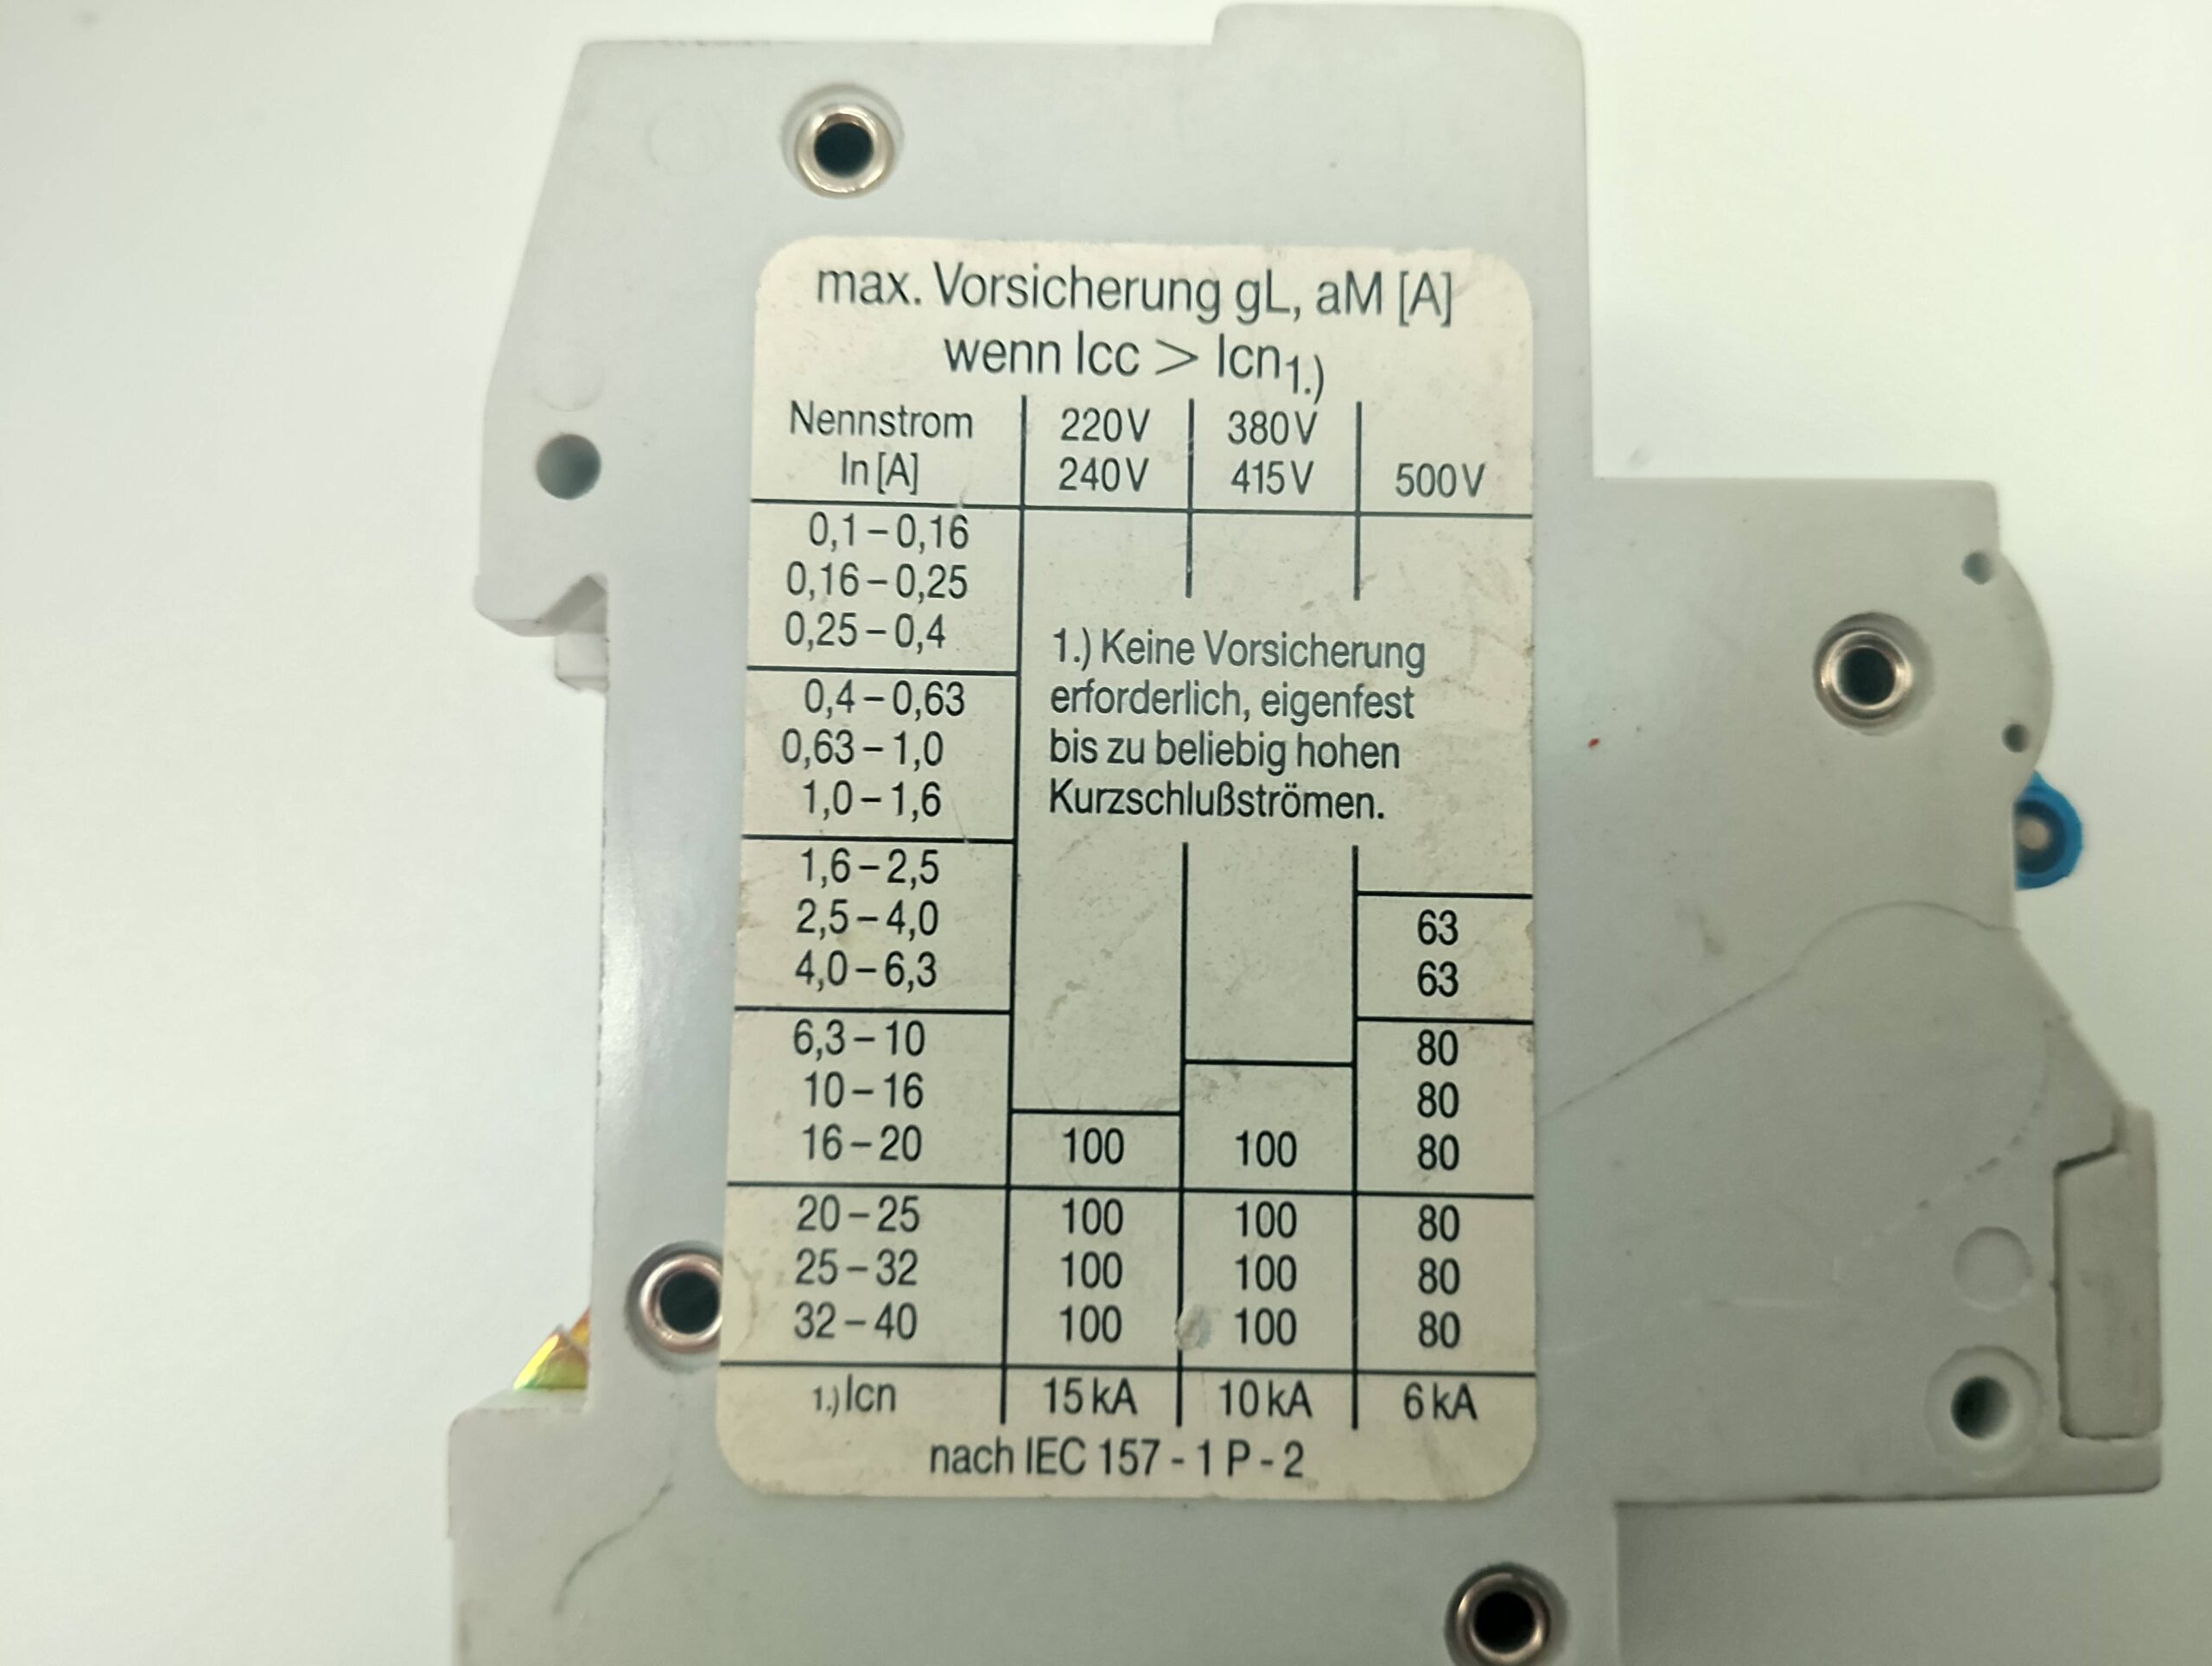 max. Vorsicherung gL, aM [A]
wenn Icc > Icn1.)
Nennstrom 220V 380V
In [A] 240V 415V 500V
0,1–0,16
0,16–0,25
0,25–0,4
1.) Keine Vorsicherung
erforderlich, eigenfest
bis zu beliebig hohen
Kurzschlußströmen.
0,4–0,63
0,63–1,0
1,0–1,6
1,6–2,5
2,5–4,0 63
4,0–6,3 63
6,3–10 80
10–16 80
16–20 100 100 80
20–25 100 100 80
25–32 100 100 80
32–40 100 100 80
1.) Icn 15 kA 10 kA 6 kA
nach IEC 157 - 1 P - 2